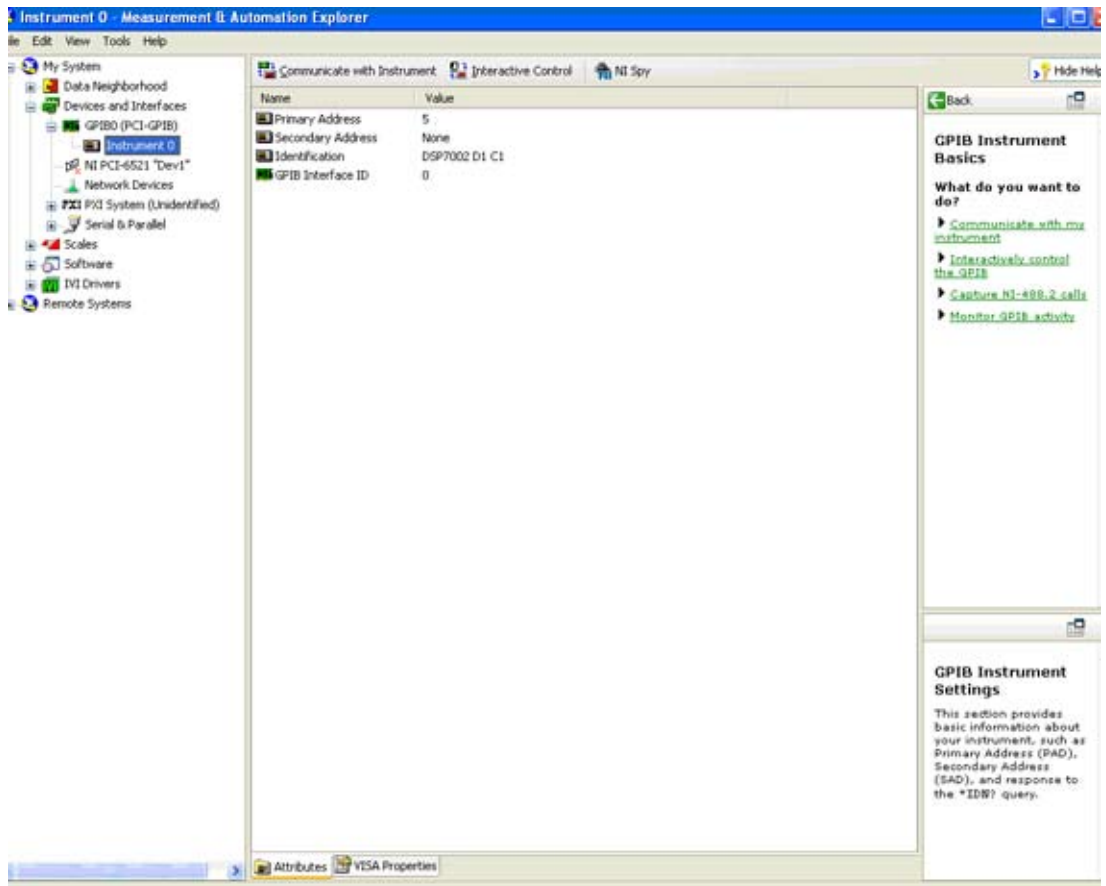 Instrument 0 - Measurement & Automation Explorer
Edit View Tools Help
My System
Data Neighborhood
Devices and Interfaces
GPIB0 (PCI-GPIB)
Instrument 0
NI PCI-6521 "Dev1"
Network Devices
PXI PXI System (Unidentified)
Serial & Parallel
Scales
Software
IVI Drivers
Remote Systems
Communicate with Instrument Interactive Control NI Spy
Hide Help
Name Value
Primary Address 5
Secondary Address None
Identification DSP7002 D1 C1
GPIB Interface ID 0
Back
GPIB Instrument
Basics
What do you want to
do?
Communicate with my
instrument
Interactively control
the GPIB
Capture NI-488.2 calls
Monitor GPIB activity
GPIB Instrument
Settings
This section provides
basic information about
your instrument, such as
Primary Address (PAD),
Secondary Address
(SAD), and response to
the *IDN? query.
Attributes VISA Properties